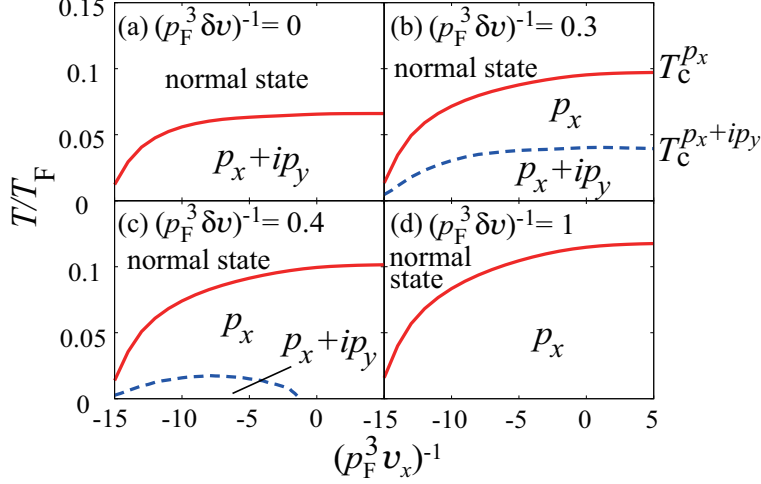 0.15
(a) (p_F^3 δv)^-1 = 0
(b) (p_F^3 δv)^-1 = 0.3
normal state
normal state
T_c^{p_x}
0.1
p_x
0.05
p_x+ip_y
p_x+ip_y
T_c^{p_x+ip_y}
T/T_F
0
(c) (p_F^3 δv)^-1 = 0.4
(d) (p_F^3 δv)^-1 = 1
normal state
normal
state
0.1
p_x
p_x+ip_y
p_x
0.05
0
-15 -10 -5 0 -15 -10 -5 0 5
(p_F^3 v_x)^-1